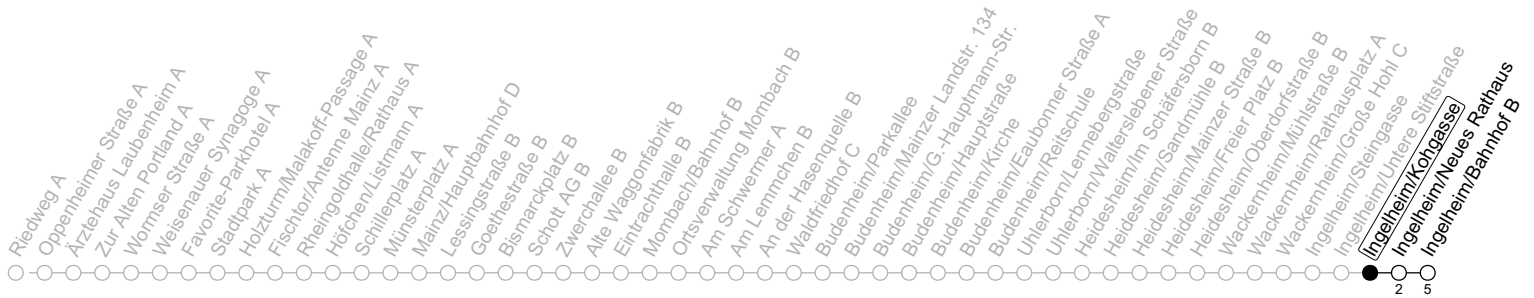 Riedweg A
Oppenheimer Straße A
Ärztehaus Laubenheim A
Zur Alten Portland A
Wormser Straße A
Weisenauer Synagoge A
Favorite-Parkhotel A
Stadtpark A
Holzturm/Malakoff-Passage A
Fischtor/Antenne Mainz A
Rheingoldhalle/Rathaus A
Höfchen/Listmann A
Schillerplatz A
Münsterplatz A
Mainz/Hauptbahnhof D
Lessingstraße B
Goethestraße B
Bismarckplatz B
Schott AG B
Zwerchallee B
Alte Waggonfabrik B
Eintrachthalle B
Mombach/Bahnhof B
Ortsverwaltung Mombach B
Am Schwermer A
Am Lemmchen B
An der Hasenquelle B
Waldfriedhof C
Budenheim/Parkallee
Budenheim/Mainzer Landstr. 134
Budenheim/G.-Hauptmann-Str.
Budenheim/Hauptstraße
Budenheim/Kirche
Budenheim/Eaubonner Straße A
Budenheim/Reitschule
Uhlerborn/Lennebergstraße
Uhlerborn/Walterslebener Straße
Heidesheim/Im Schäfersborn B
Heidesheim/Sandmühle B
Heidesheim/Mainzer Straße B
Heidesheim/Freier Platz B
Heidesheim/Oberdorfstraße B
Wackernheim/Mühlstraße B
Wackernheim/Rathausplatz A
Wackernheim/Große Hohl C
Ingelheim/Steingasse
Ingelheim/Untere Stiftstraße
Ingelheim/Rohgasse
Ingelheim/Neues Rathaus
Ingelheim/Bahnhof B
2
5